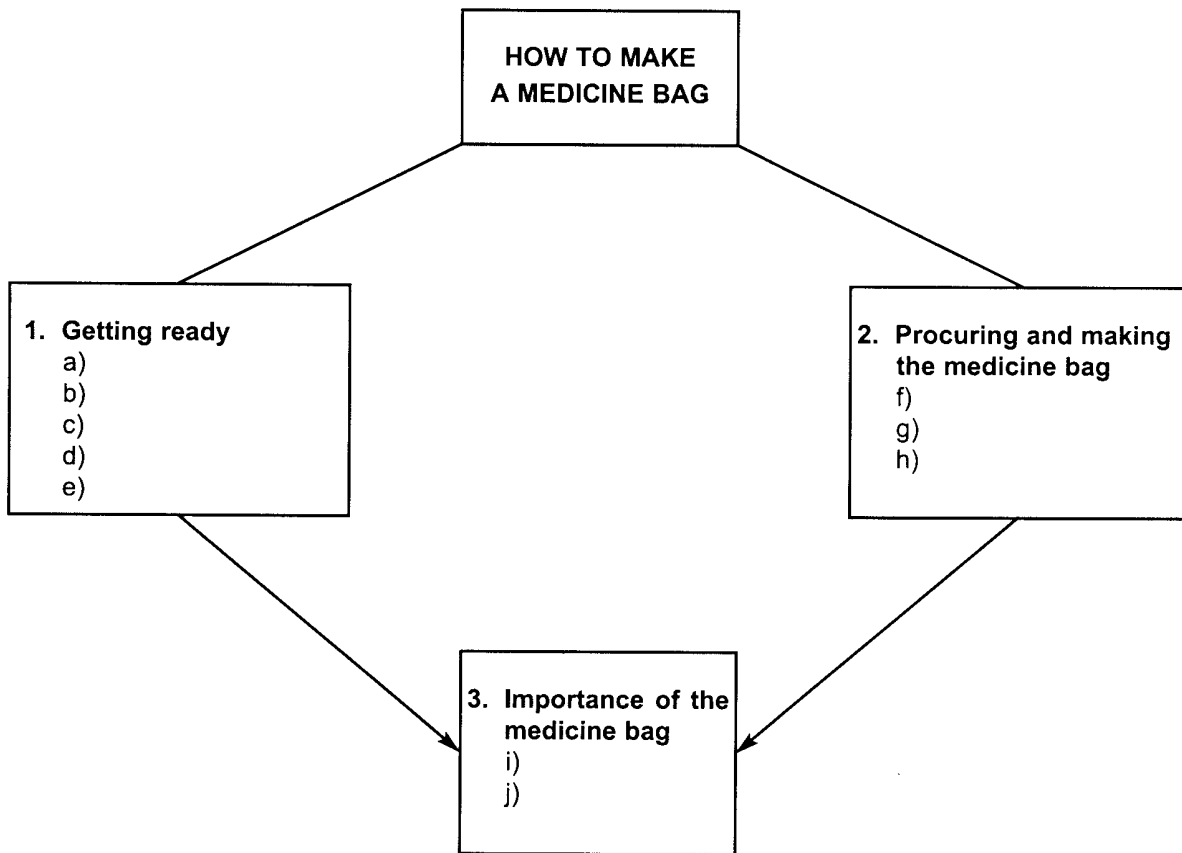 HOW TO MAKE
A MEDICINE BAG
1. Getting ready
a)
b)
c)
d)
e)
2. Procuring and making
the medicine bag
f)
g)
h)
3. Importance of the
medicine bag
i)
j)